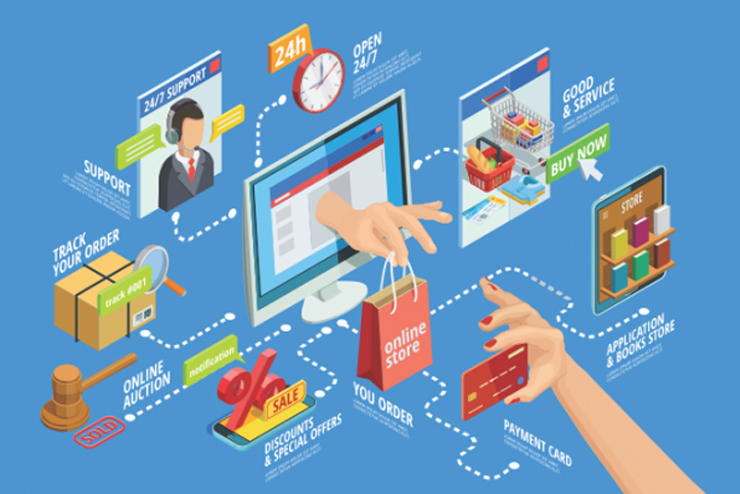 24h
OPEN
24/7
24/7 SUPPORT
GOOD
& SERVICE
BUY NOW
SUPPORT
STORE
TRACK
YOUR ORDER
track #001
online
store
APPLICATION
& BOOKS STORE
notification
ONLINE
AUCTION
SOLD
%
SALE
YOU ORDER
DISCOUNTS
& SPECIAL OFFERS
PAYMENT CARD